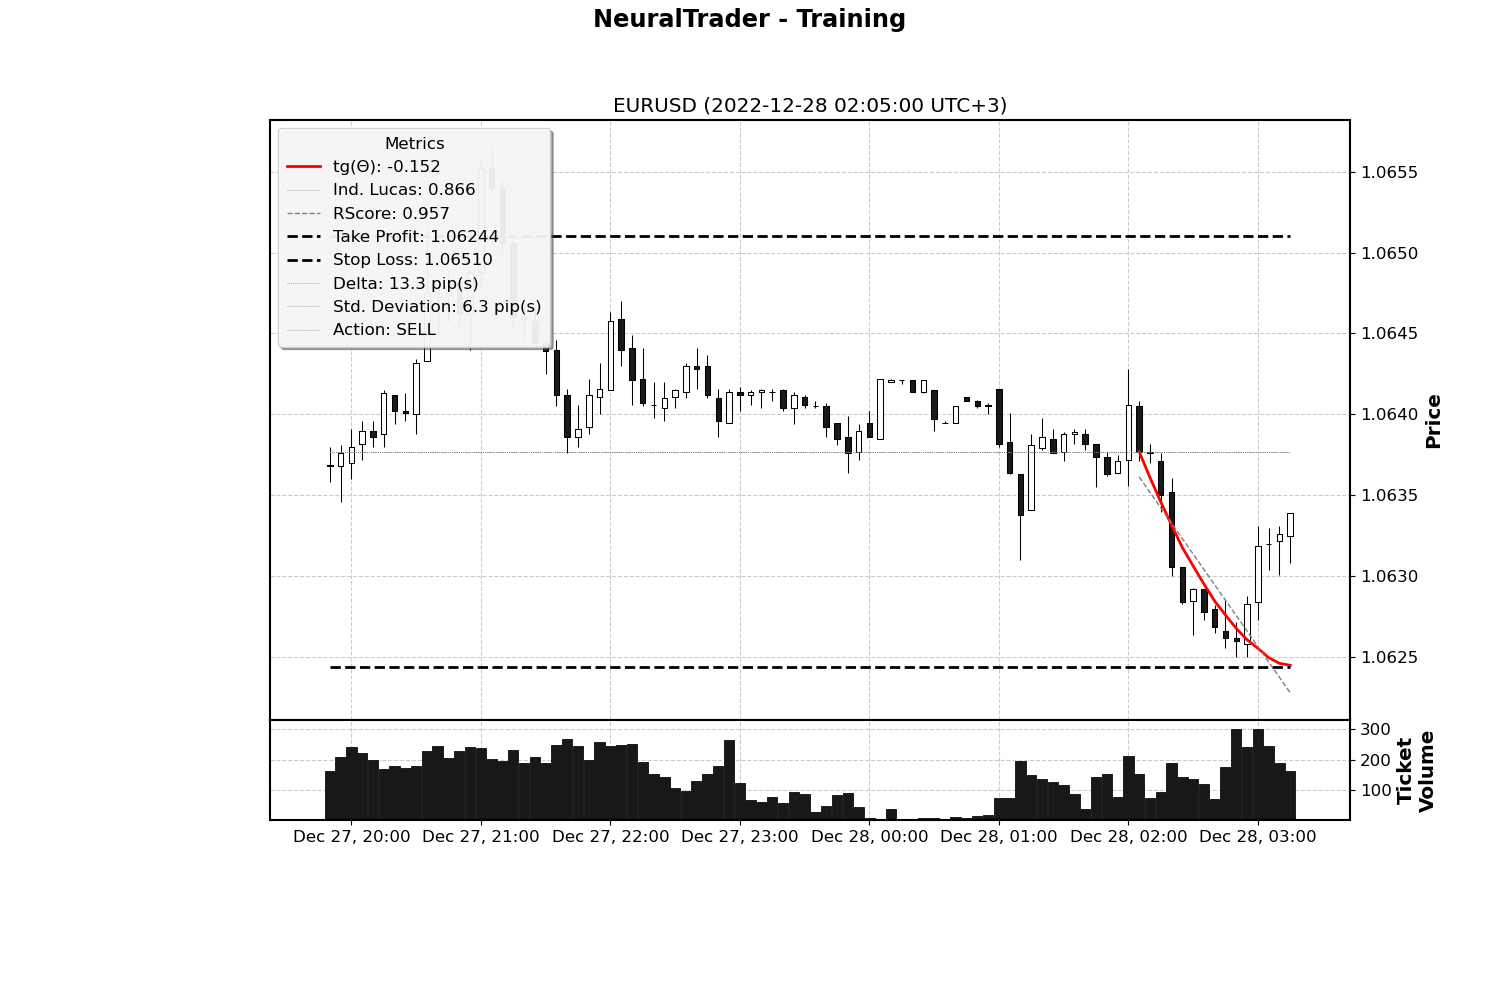 NeuralTrader - Training
EURUSD (2022-12-28 02:05:00 UTC+3)
Metrics
tg(Θ): -0.152
Ind. Lucas: 0.866
RScore: 0.957
Take Profit: 1.06244
Stop Loss: 1.06510
Delta: 13.3 pip(s)
Std. Deviation: 6.3 pip(s)
Action: SELL
1.0655
1.0650
1.0645
1.0640
1.0635
1.0630
1.0625
Price
300
200
100
Ticket
Volume
Dec 27, 20:00
Dec 27, 21:00
Dec 27, 22:00
Dec 27, 23:00
Dec 28, 00:00
Dec 28, 01:00
Dec 28, 02:00
Dec 28, 03:00